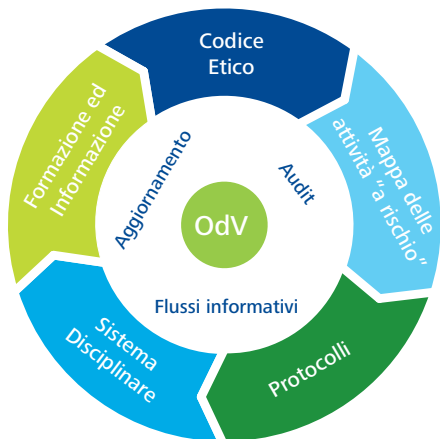 Codice
Etico
Mappa delle
attività “a rischio”
Protocolli
Sistema
Disciplinare
Formazione ed
Informazione
Aggiornamento
Audit
Flussi informativi
OdV